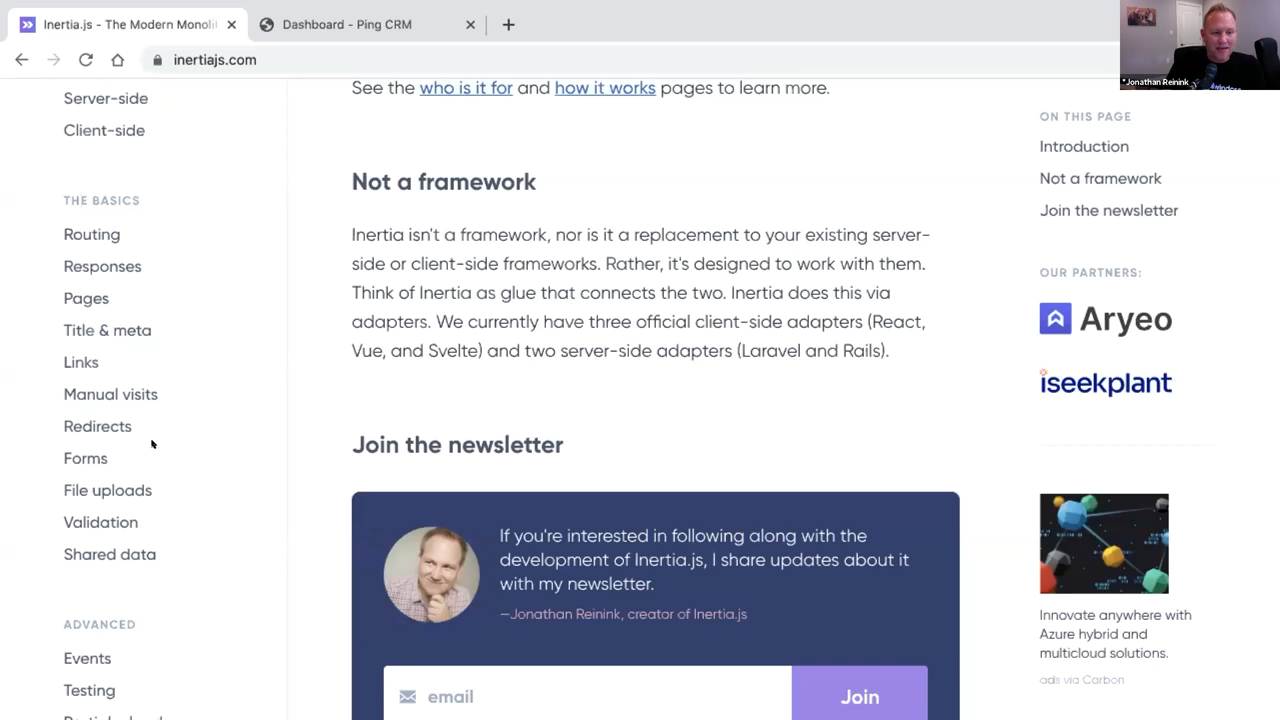 Inertia.js - The Modern Monoli
Dashboard - Ping CRM
inertiajs.com
*Jonathan Reinink
Server-side
Client-side
THE BASICS
Routing
Responses
Pages
Title & meta
Links
Manual visits
Redirects
Forms
File uploads
Validation
Shared data
ADVANCED
Events
Testing
See the who is it for and how it works pages to learn more.
Not a framework
Inertia isn't a framework, nor is it a replacement to your existing server-
side or client-side frameworks. Rather, it's designed to work with them.
Think of Inertia as glue that connects the two. Inertia does this via
adapters. We currently have three official client-side adapters (React,
Vue, and Svelte) and two server-side adapters (Laravel and Rails).
Join the newsletter
If you're interested in following along with the
development of Inertia.js, I share updates about it
with my newsletter.
—Jonathan Reinink, creator of Inertia.js
email
Join
ON THIS PAGE
Introduction
Not a framework
Join the newsletter
OUR PARTNERS:
Aryeo
iseekplant
Innovate anywhere with
Azure hybrid and
multicloud solutions.
ads via Carbon